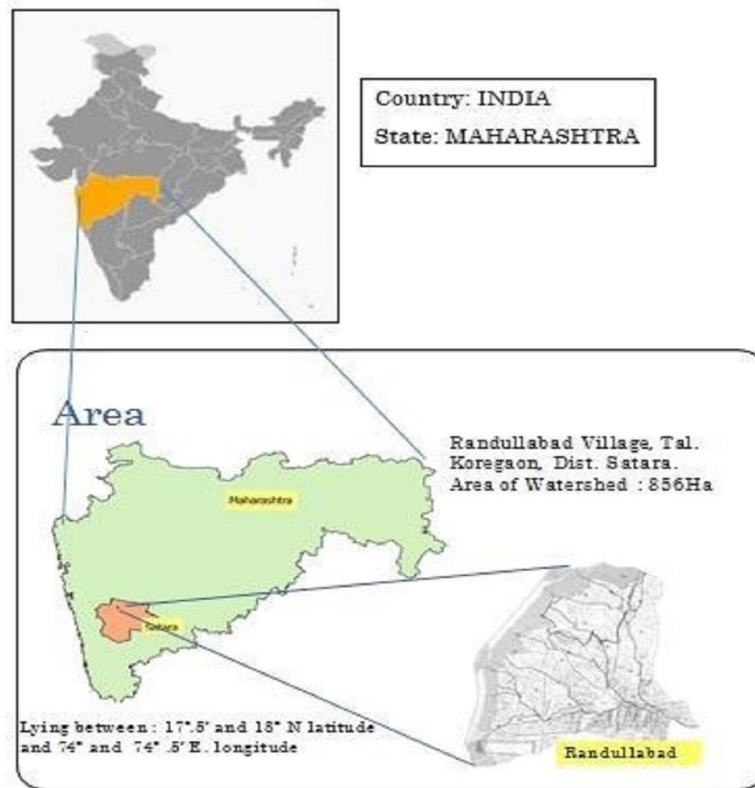 Country: INDIA
State: MAHARASHTRA
Area
Randullabad Village, Tal.
Koregaon, Dist. Satara.
Area of Watershed : 856Ha
Maharashtra
Satara
Lying between : 17°.5' and 18° N latitude
and 74° and 74° .5' E. longitude
Randullabad